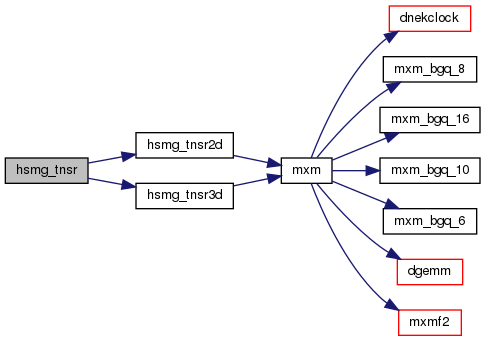 hsmg_tnsr
hsmg_tnsr2d
hsmg_tnsr3d
mxm
dnekclock
mxm_bgq_8
mxm_bgq_16
mxm_bgq_10
mxm_bgq_6
dgemm
mxmf2